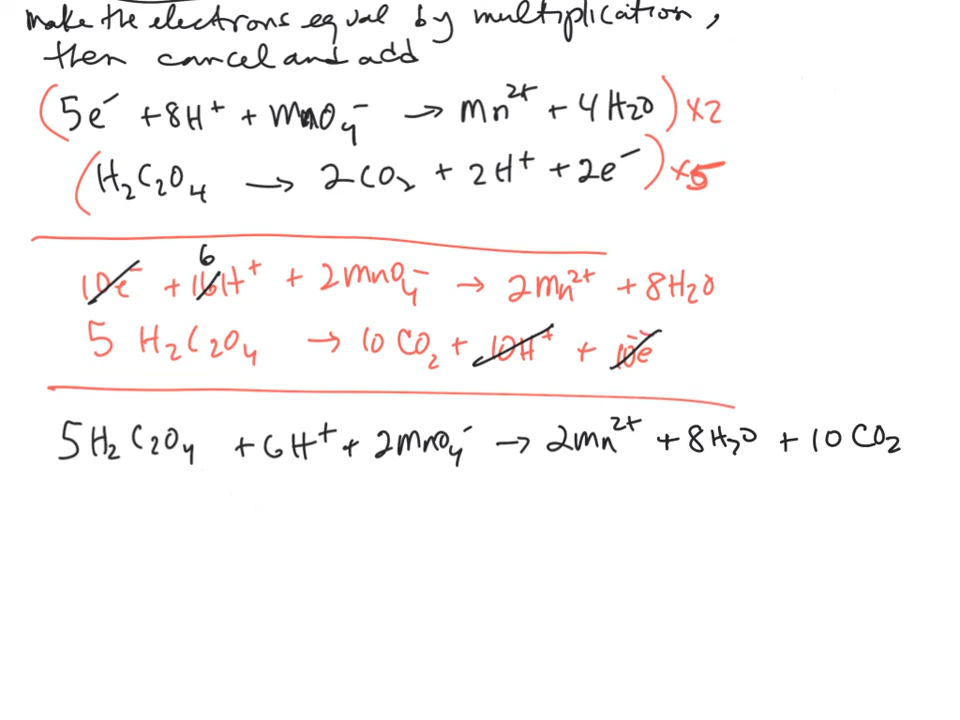 make the electrons equal by multiplication,
then cancel and add
(5e⁻ + 8H⁺ + MnO₄⁻ → Mn²⁺ + 4H₂O) ×2
(H₂C₂O₄ → 2CO₂ + 2H⁺ + 2e⁻) ×5
6
10e⁻ + 16H⁺ + 2MnO₄⁻ → 2Mn²⁺ + 8H₂O
5 H₂C₂O₄ → 10 CO₂ + 10H⁺ + 10e⁻
5H₂C₂O₄ + 6H⁺ + 2MnO₄⁻ → 2Mn²⁺ + 8H₂O + 10 CO₂